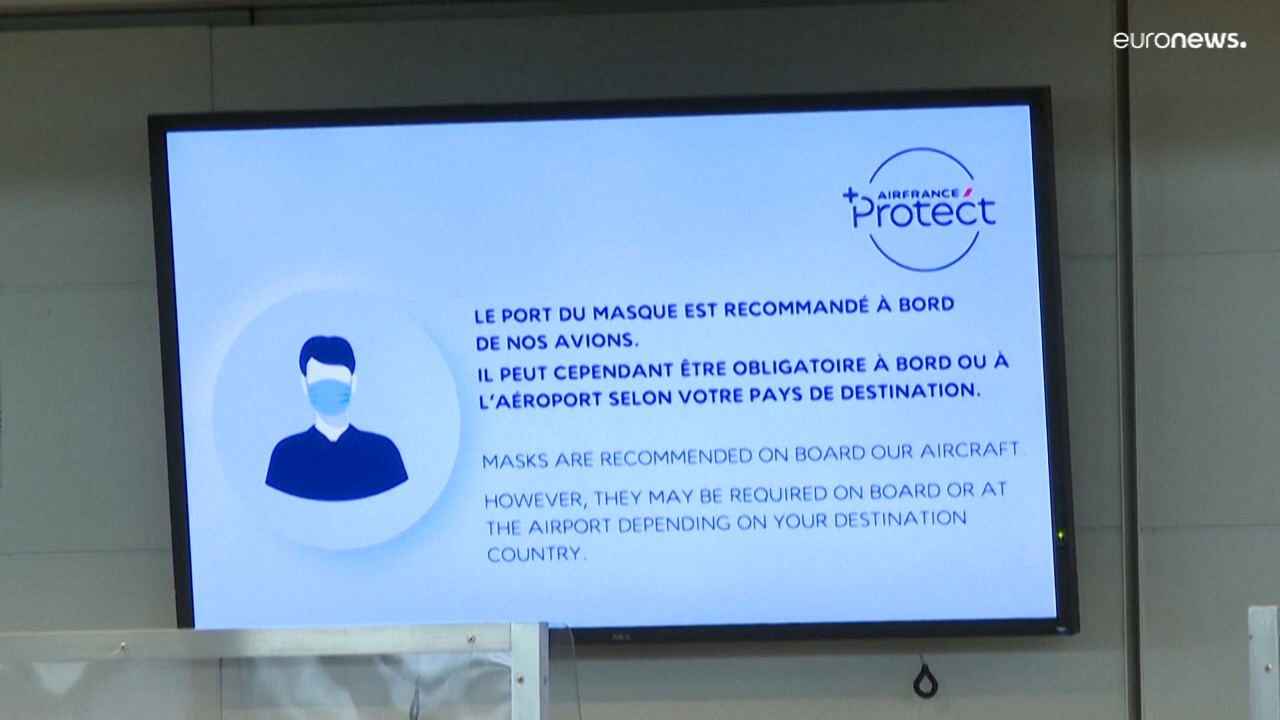 euronews.
AIRFRANCE
+Protect
LE PORT DU MASQUE EST RECOMMANDÉ À BORD
DE NOS AVIONS.
IL PEUT CEPENDANT ÊTRE OBLIGATOIRE À BORD OU À
L'AÉROPORT SELON VOTRE PAYS DE DESTINATION.
MASKS ARE RECOMMENDED ON BOARD OUR AIRCRAFT.
HOWEVER, THEY MAY BE REQUIRED ON BOARD OR AT
THE AIRPORT DEPENDING ON YOUR DESTINATION
COUNTRY.
NEC